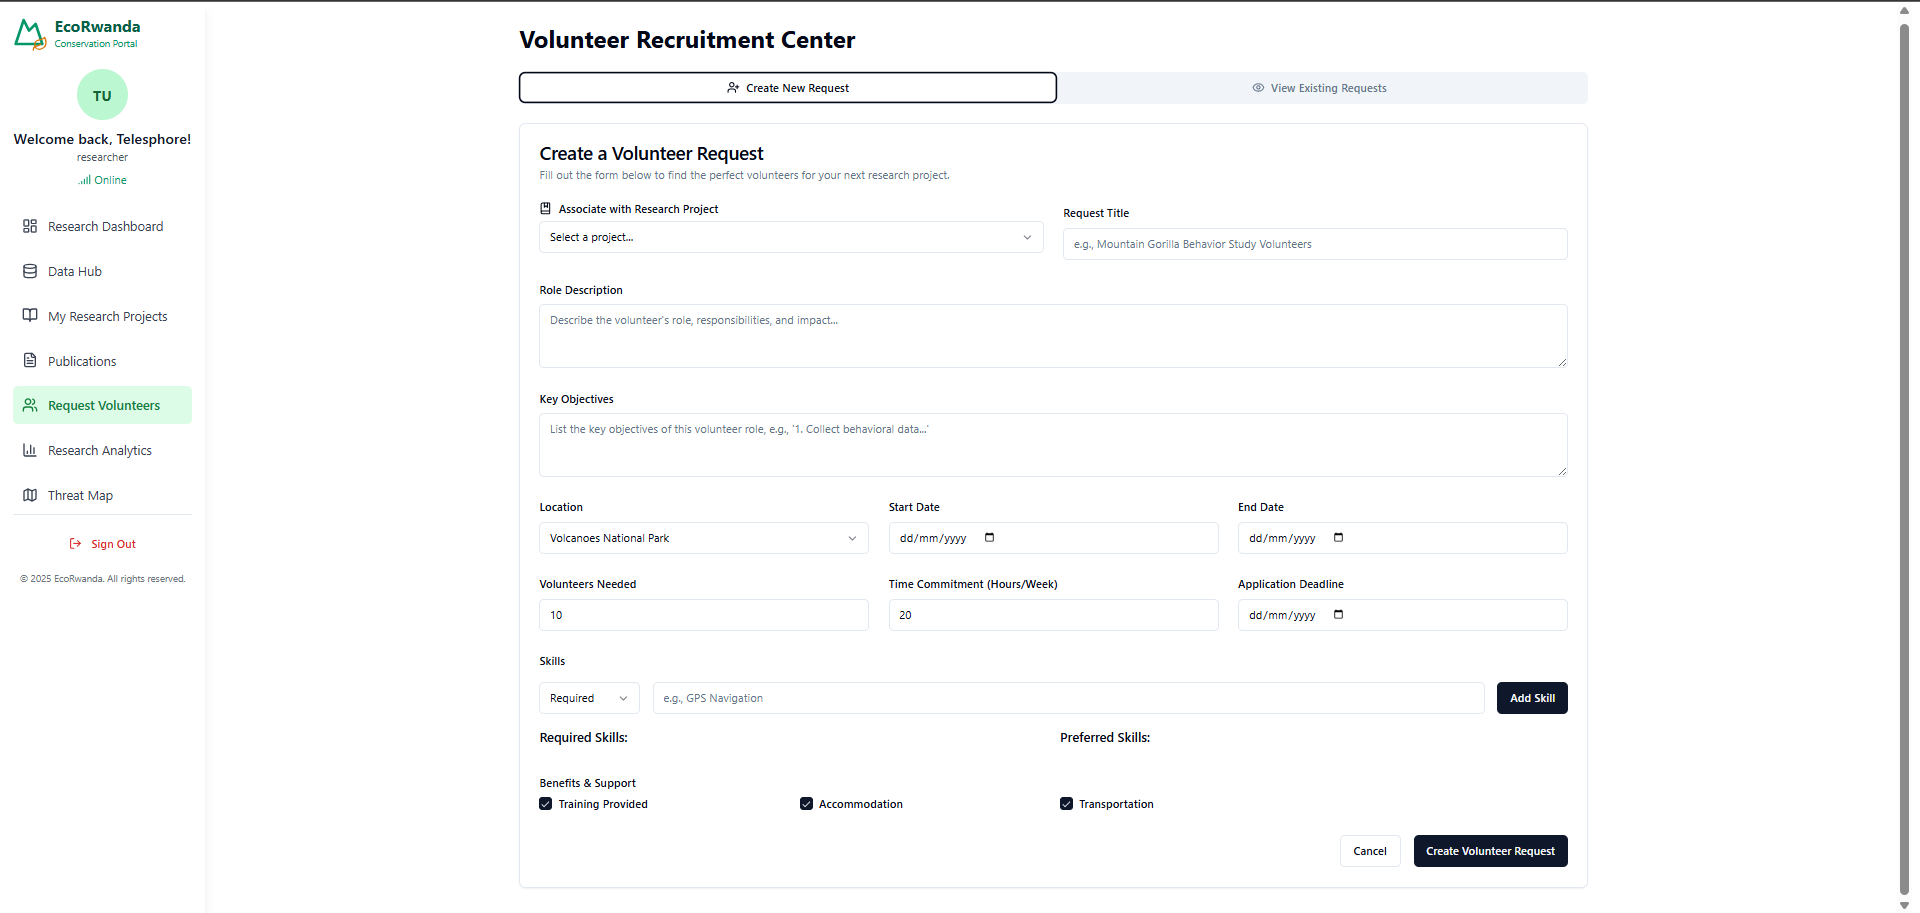 EcoRwanda
Conservation Portal
TU
Welcome back, Telesphore!
researcher
Online
Research Dashboard
Data Hub
My Research Projects
Publications
Request Volunteers
Research Analytics
Threat Map
Sign Out
© 2025 EcoRwanda. All rights reserved.
Volunteer Recruitment Center
Create New Request
View Existing Requests
Create a Volunteer Request
Fill out the form below to find the perfect volunteers for your next research project.
Associate with Research Project
Select a project...
Request Title
e.g., Mountain Gorilla Behavior Study Volunteers
Role Description
Describe the volunteer's role, responsibilities, and impact...
Key Objectives
List the key objectives of this volunteer role, e.g., '1. Collect behavioral data...'
Location
Volcanoes National Park
Start Date
dd/mm/yyyy
End Date
dd/mm/yyyy
Volunteers Needed
10
Time Commitment (Hours/Week)
20
Application Deadline
dd/mm/yyyy
Skills
Required
e.g., GPS Navigation
Add Skill
Required Skills:
Preferred Skills:
Benefits & Support
Training Provided
Accommodation
Transportation
Cancel
Create Volunteer Request